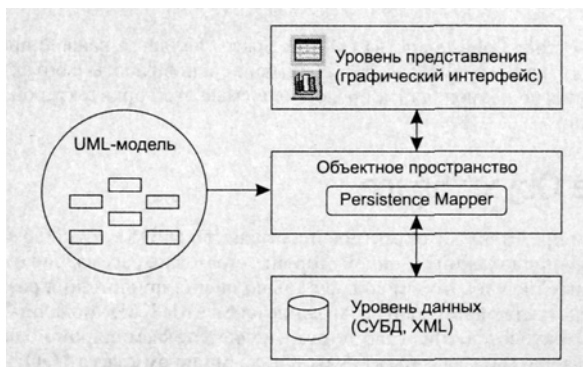 Уровень представления
(графический интерфейс)
UML-модель
Объектное пространство
Persistence Mapper
Уровень данных
(СУБД, XML)